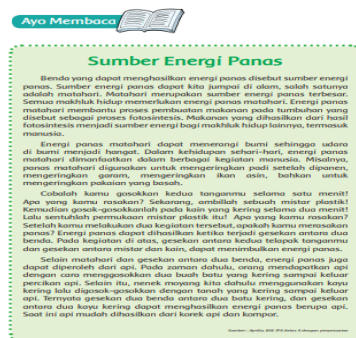 Ayo Membaca
Sumber Energi Panas
Benda yang dapat menghasilkan energi panas disebut sumber energi
panas. Sumber energi panas dapat kita jumpai di alam, salah satunya
adalah matahari. Matahari merupakan sumber energi panas terbesar.
Semua makhluk hidup memerlukan energi panas matahari. Energi panas
matahari membantu proses pembuatan makanan pada tumbuhan yang
disebut sebagai proses fotosintesis. Makanan yang dihasilkan dari hasil
fotosintesis menjadi sumber energi bagi makhluk hidup lainnya, termasuk
manusia.
Energi panas matahari dapat menerangi bumi sehingga udara
di bumi menjadi hangat. Dalam kehidupan sehari-hari, energi panas
matahari dimanfaatkan dalam berbagai kegiatan manusia. Misalnya,
panas matahari digunakan untuk mengeringkan padi setelah dipanen,
mengeringkan garam, mengeringkan ikan asin, bahkan untuk
mengeringkan pakaian yang basah.
Cobalah kamu gosokkan kedua tanganmu selama satu menit!
Apa yang kamu rasakan? Sekarang, ambillah sebuah mistar plastik!
Kemudian gosok-gosokkanlah pada kain yang kering selama dua menit!
Lalu sentuhlah permukaan mistar plastik itu! Apa yang kamu rasakan?
Setelah kamu melakukan dua kegiatan tersebut, apakah kamu merasakan
panas? Energi panas dapat dihasilkan ketika terjadi gesekan antara dua
benda. Pada kegiatan di atas, gesekan antara kedua telapak tanganmu
dan gesekan antara mistar dan kain, dapat menimbulkan energi panas.
Selain matahari dan gesekan antara dua benda, energi panas juga
dapat diperoleh dari api. Pada zaman dahulu, orang mendapatkan api
dengan cara menggosokkan dua buah batu yang kering sampai keluar
percikan api. Selain itu, nenek moyang kita dahulu menggunakan kayu
kering lalu digosok-gosokkan dengan tanah yang kering sampai keluar
api. Ternyata gesekan dua benda antara dua batu kering, dan gesekan
antara dua kayu kering dapat menghasilkan energi panas berupa api.
Saat ini api mudah dihasilkan dari korek api dan kompor.